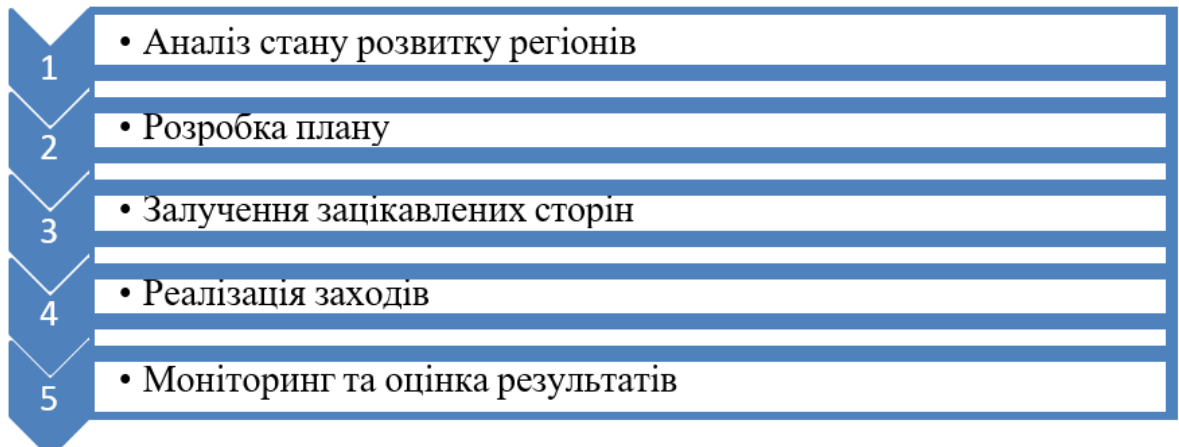 1
• Аналіз стану розвитку регіонів
2
• Розробка плану
3
• Залучення зацікавлених сторін
4
• Реалізація заходів
5
• Моніторинг та оцінка результатів